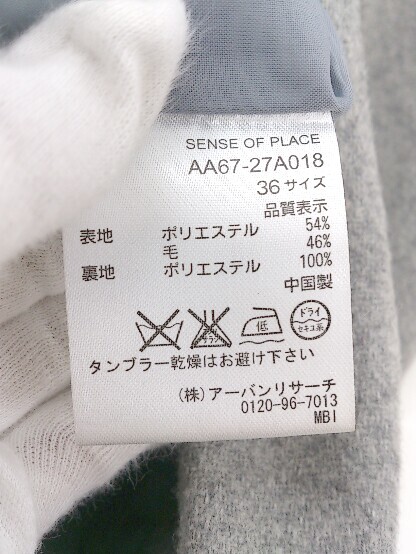 SENSE OF PLACE
AA67-27A018
36サイズ
品質表示
表地 ポリエステル 54%
毛 46%
裏地 ポリエステル 100%
中国製
低 ドライ セキユ系
タンブラー乾燥はお避け下さい
(株)アーバンリサーチ
0120-96-7013
MBI